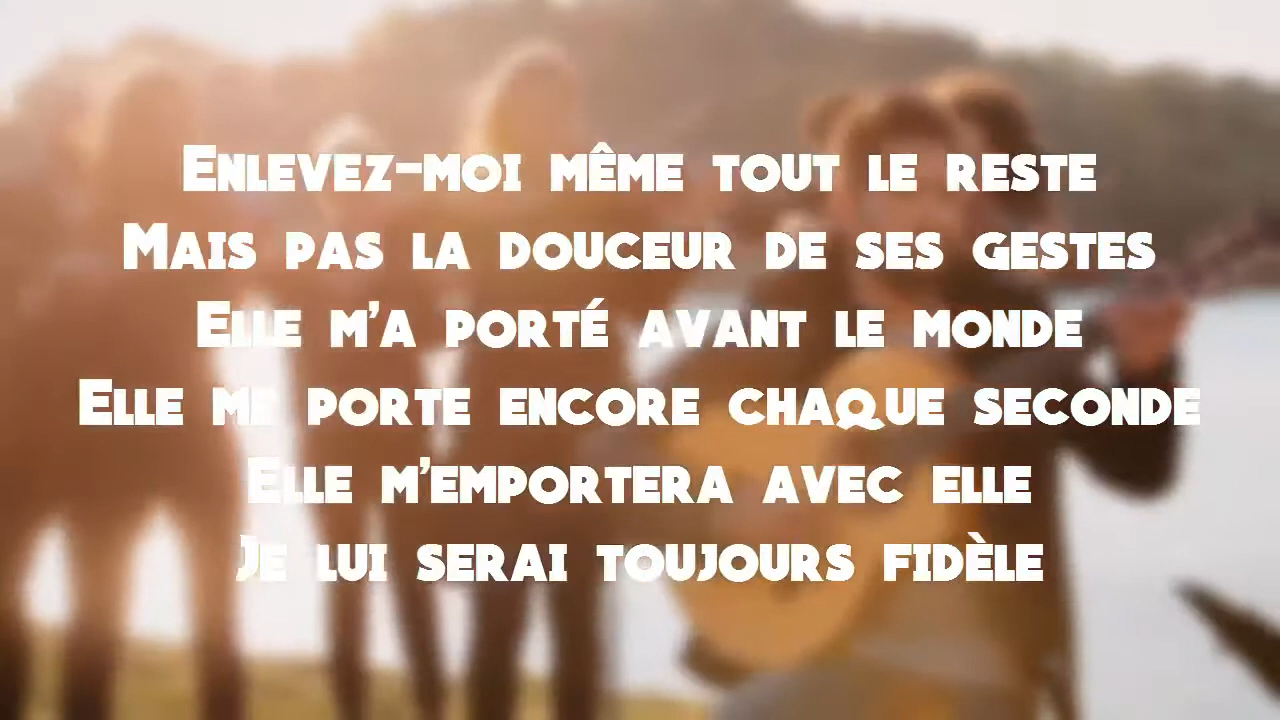 Enlevez-moi même tout le reste
Mais pas la douceur de ses gestes
Elle m'a porté avant le monde
Elle me porte encore chaque seconde
Elle m'emportera avec elle
Je lui serai toujours fidèle